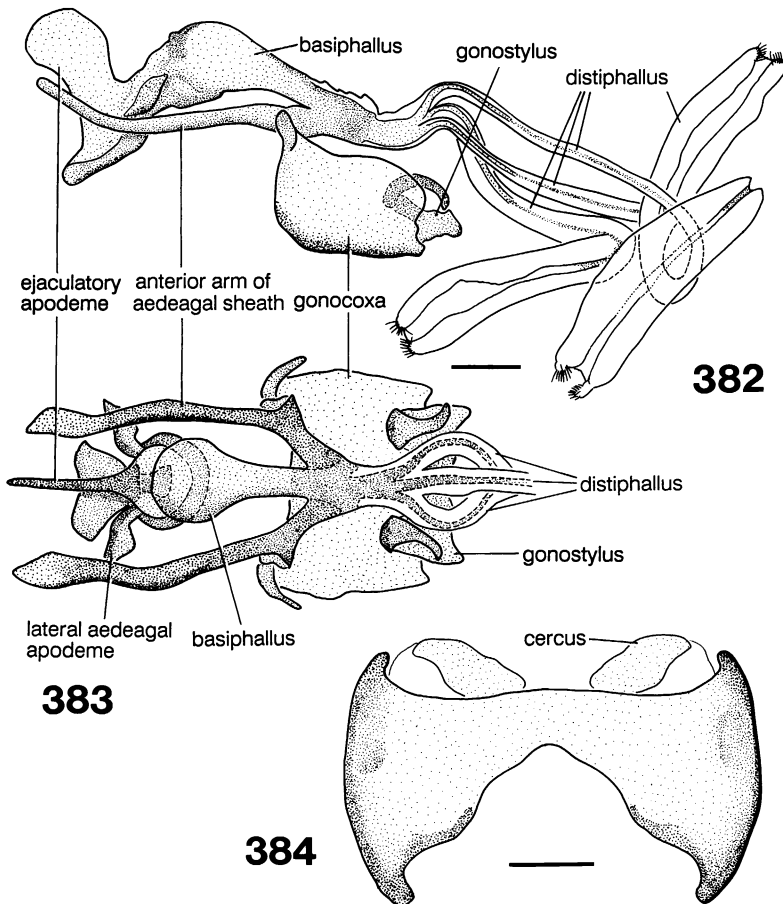 basiphallus
gonostylus
distiphallus
ejaculatory
apodeme
anterior arm of
aedeagal sheath
gonocoxa
382
distiphallus
gonostylus
lateral aedeagal
apodeme
basiphallus
383
cercus
384